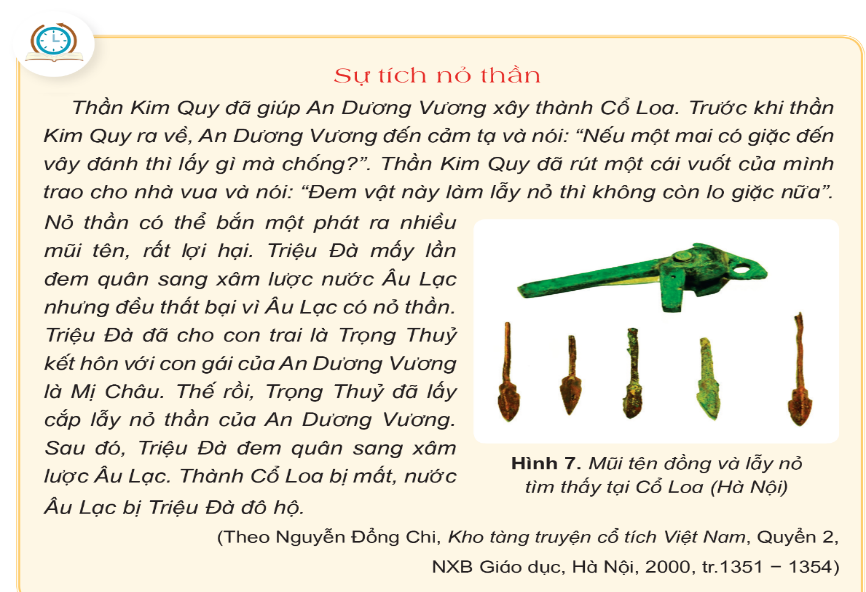 Sự tích nỏ thần
Thần Kim Quy đã giúp An Dương Vương xây thành Cổ Loa. Trước khi thần
Kim Quy ra về, An Dương Vương đến cảm tạ và nói: “Nếu một mai có giặc đến
vây đánh thì lấy gì mà chống?”. Thần Kim Quy đã rút một cái vuốt của mình
trao cho nhà vua và nói: “Đem vật này làm lẫy nỏ thì không còn lo giặc nữa”.
Nỏ thần có thể bắn một phát ra nhiều
mũi tên, rất lợi hại. Triệu Đà mấy lần
đem quân sang xâm lược nước Âu Lạc
nhưng đều thất bại vì Âu Lạc có nỏ thần.
Triệu Đà đã cho con trai là Trọng Thuỷ
kết hôn với con gái của An Dương Vương
là Mị Châu. Thế rồi, Trọng Thuỷ đã lấy
cắp lẫy nỏ thần của An Dương Vương.
Sau đó, Triệu Đà đem quân sang xâm
lược Âu Lạc. Thành Cổ Loa bị mất, nước
Âu Lạc bị Triệu Đà đô hộ.
Hình 7. Mũi tên đồng và lẫy nỏ
tìm thấy tại Cổ Loa (Hà Nội)
(Theo Nguyễn Đổng Chi, Kho tàng truyện cổ tích Việt Nam, Quyển 2,
NXB Giáo dục, Hà Nội, 2000, tr.1351 – 1354)